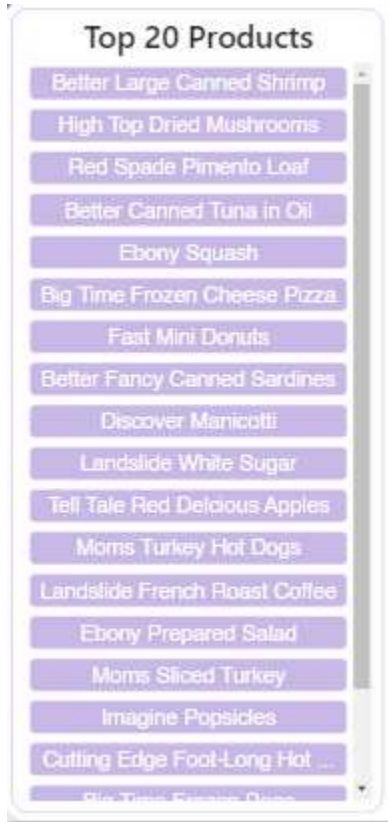 Top 20 Products
Better Large Canned Shrimp
High Top Dried Mushrooms
Red Spade Pimento Loaf
Better Canned Tuna in Oil
Ebony Squash
Big Time Frozen Cheese Pizza
Fast Mini Donuts
Better Fancy Canned Sardines
Discover Manicotti
Landslide White Sugar
Tell Tale Red Delcious Apples
Moms Turkey Hot Dogs
Landslide French Roast Coffee
Ebony Prepared Salad
Moms Sliced Turkey
Imagine Popsicles
Cutting Edge Foot-Long Hot ...
Big Time Frozen